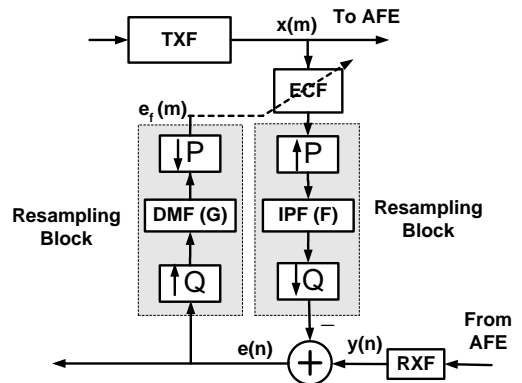 TXF
x(m)
To AFE
ECF
e_f(m)
↓P
↑P
Resampling
Block
DMF (G)
IPF (F)
Resampling
Block
↑Q
↓Q
−
From
AFE
e(n)
+
y(n)
RXF